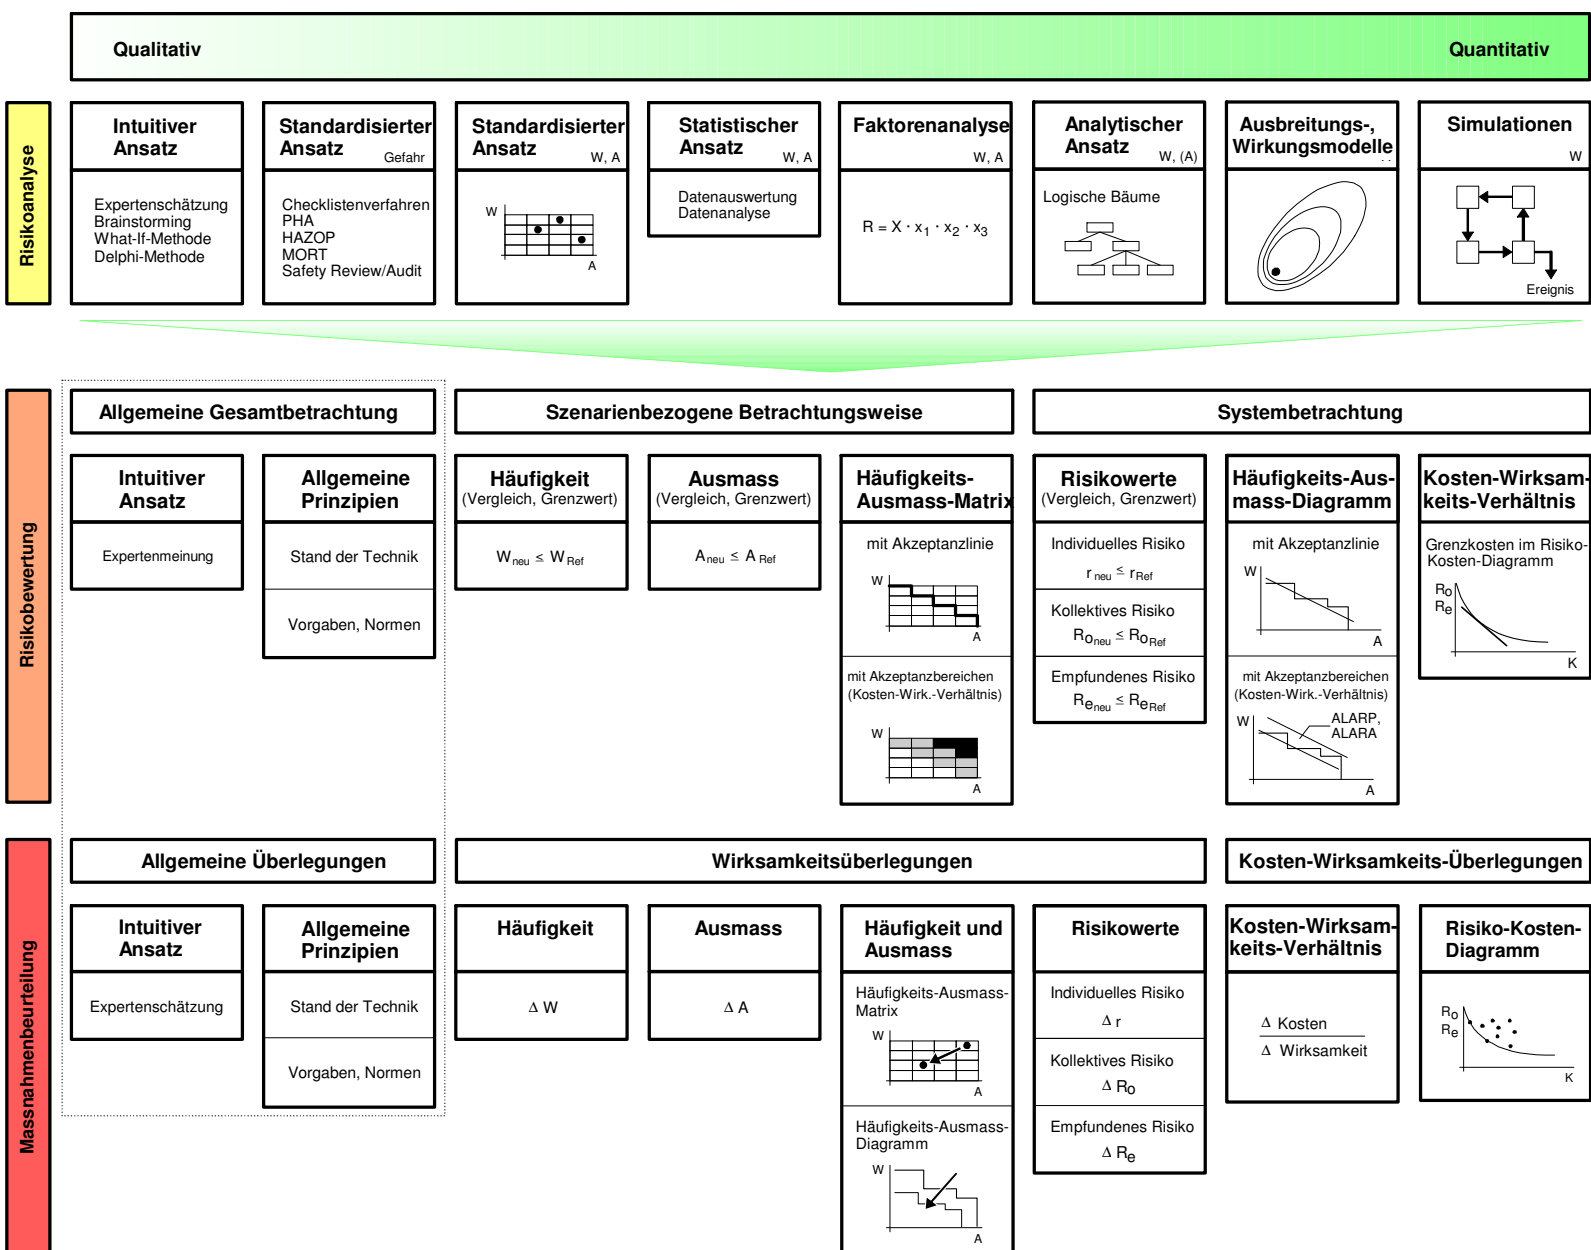 Qualitativ
Quantitativ
Risikoanalyse
Intuitiver
Ansatz
Expertenschätzung
Brainstorming
What-If-Methode
Delphi-Methode
Standardisierter
Ansatz
Gefahr
Checklistenverfahren
PHA
HAZOP
MORT
Safety Review/Audit
Standardisierter
Ansatz
W, A
W
A
Statistischer
Ansatz
W, A
Datenauswertung
Datenanalyse
Faktorenanalyse
W, A
R = X · x1 · x2 · x3
Analytischer
Ansatz
W, (A)
Logische Bäume
Ausbreitungs-,
Wirkungsmodelle
Simulationen
W
Ereignis
Risikobewertung
Allgemeine Gesamtbetrachtung
Szenarienbezogene Betrachtungsweise
Systembetrachtung
Intuitiver
Ansatz
Expertenmeinung
Allgemeine
Prinzipien
Stand der Technik
Vorgaben, Normen
Häufigkeit
(Vergleich, Grenzwert)
Wneu ≤ WRef
Ausmass
(Vergleich, Grenzwert)
Aneu ≤ ARef
Häufigkeits-
Ausmass-Matrix
mit Akzeptanzlinie
W
A
mit Akzeptanzbereichen
(Kosten-Wirk.-Verhältnis)
W
A
Risikowerte
(Vergleich, Grenzwert)
Individuelles Risiko
rneu ≤ rRef
Kollektives Risiko
Roneu ≤ RoRef
Empfundenes Risiko
Reneu ≤ ReRef
Häufigkeits-Aus-
mass-Diagramm
mit Akzeptanzlinie
W
A
mit Akzeptanzbereichen
(Kosten-Wirk.-Verhältnis)
W
ALARP,
ALARA
A
Kosten-Wirksam-
keits-Verhältnis
Grenzkosten im Risiko-
Kosten-Diagramm
Ro
Re
K
Massnahmenbeurteilung
Allgemeine Überlegungen
Wirksamkeitsüberlegungen
Kosten-Wirksamkeits-Überlegungen
Intuitiver
Ansatz
Expertenschätzung
Allgemeine
Prinzipien
Stand der Technik
Vorgaben, Normen
Häufigkeit
Δ W
Ausmass
Δ A
Häufigkeit und
Ausmass
Häufigkeits-Ausmass-
Matrix
W
A
Häufigkeits-Ausmass-
Diagramm
W
A
Risikowerte
Individuelles Risiko
Δ r
Kollektives Risiko
Δ Ro
Empfundenes Risiko
Δ Re
Kosten-Wirksam-
keits-Verhältnis
Δ Kosten
Δ Wirksamkeit
Risiko-Kosten-
Diagramm
Ro
Re
K